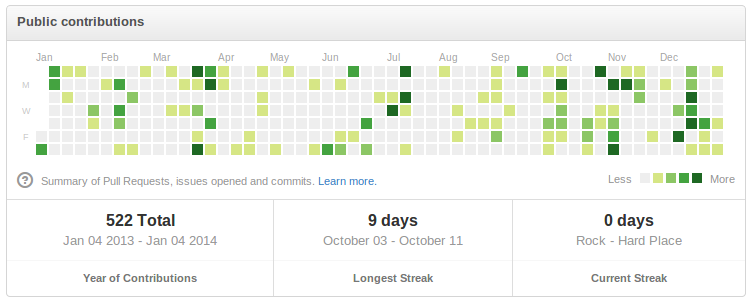 Public contributions
Jan Feb Mar Apr May Jun Jul Aug Sep Oct Nov Dec
M
W
F
? Summary of Pull Requests, issues opened and commits. Learn more. Less More
522 Total 9 days 0 days
Jan 04 2013 - Jan 04 2014 October 03 - October 11 Rock - Hard Place
Year of Contributions Longest Streak Current Streak